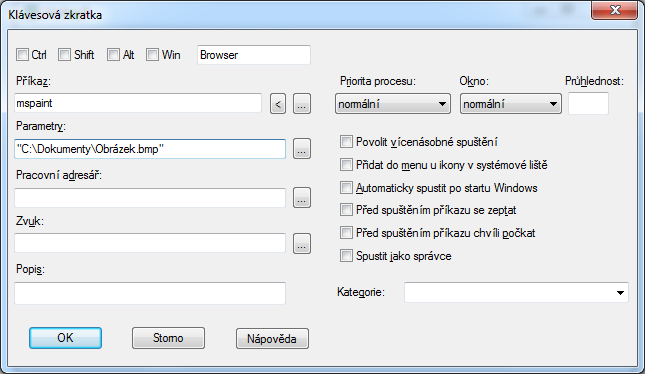 Klávesová zkratka
Ctrl Shift Alt Win Browser
Příkaz: Priorita procesu: Okno: Průhlednost:
mspaint < ... normální normální
Parametry:
"C:\Dokumenty\Obrázek.bmp" ... Povolit vícenásobné spuštění
Přidat do menu u ikony v systémové liště
Pracovní adresář: Automaticky spustit po startu Windows
... Před spuštěním příkazu se zeptat
Zvuk: Před spuštěním příkazu chvíli počkat
... Spustit jako správce
Popis:
Kategorie:
OK Storno Nápověda